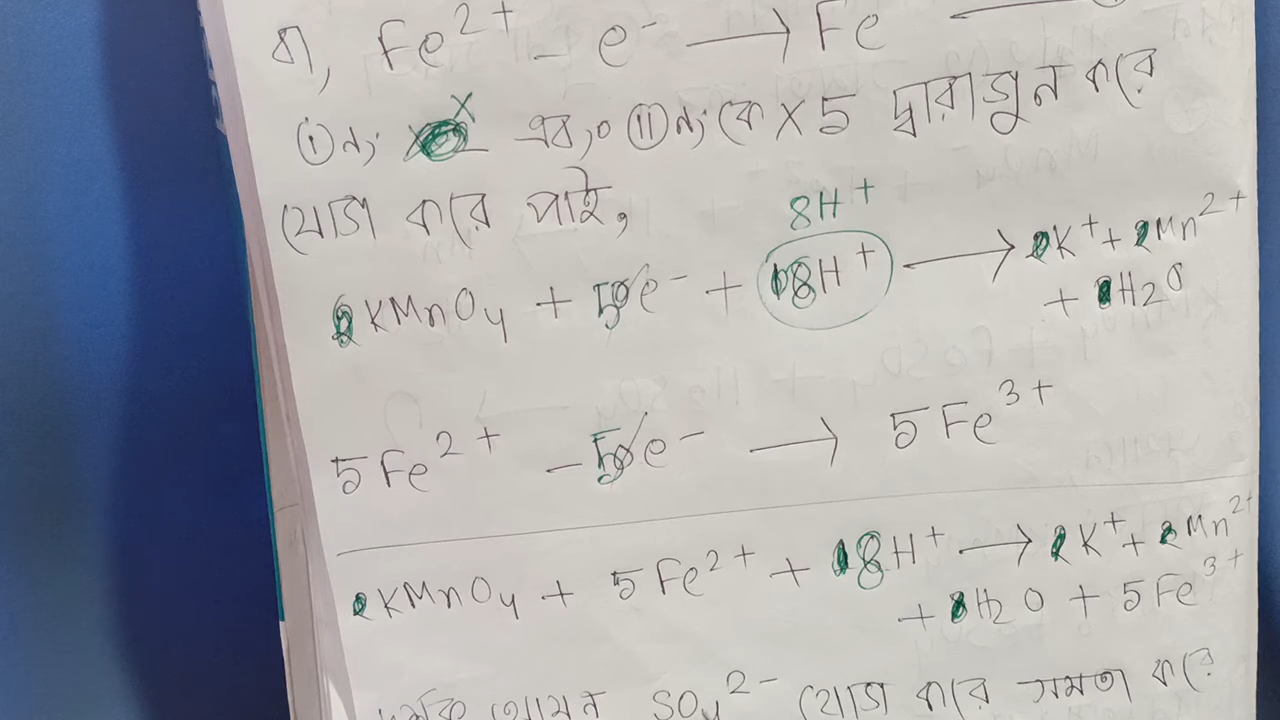 বা, Fe²⁺ – e⁻ → Fe
(i) নং × এবং (ii) নং কে × 5 দ্বারা গুন করে
যোগ করে পাই,
8H⁺
KMnO4 + 5e⁻ + 8H⁺ → K⁺ + Mn²⁺
+ H2O
5Fe²⁺ – 5e⁻ → 5Fe³⁺
KMnO4 + 5Fe²⁺ + 8H⁺ → K⁺ + Mn²⁺
+ H2O + 5Fe³⁺
SO4²⁻ যোগ করে সমতা করে